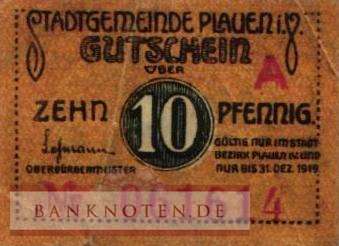 STADTGEMEINDE PLAUEN i.V.
GUTSCHEIN
ÜBER
A
ZEHN 10 PFENNIG.
GÜLTIG NUR IM STADT
BEZIRK PLAUEN i.V. UND
OBERBÜRGERMEISTER NUR BIS 31. DEZ. 1919.
BANKNOTEN.DE
4